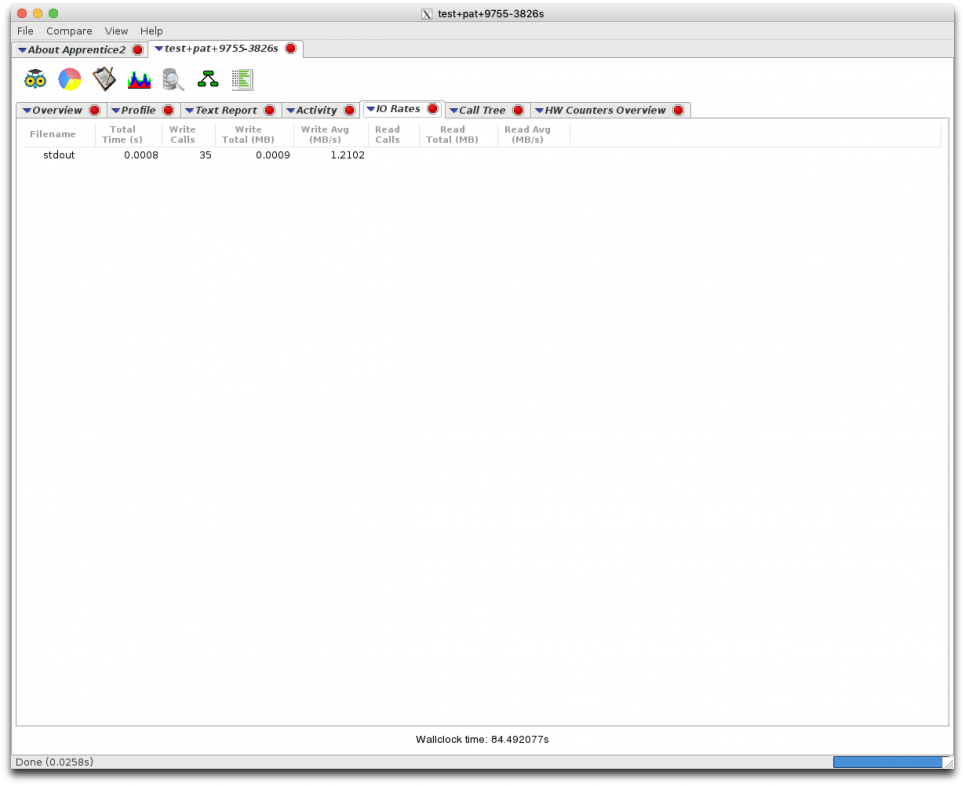 test+pat+9755-3826s
File Compare View Help
About Apprentice2 test+pat+9755-3826s
Overview Profile Text Report Activity IO Rates Call Tree HW Counters Overview
Filename Total Time (s) Write Calls Write Total (MB) Write Avg (MB/s) Read Calls Read Total (MB) Read Avg (MB/s)
stdout 0.0008 35 0.0009 1.2102
Wallclock time: 84.492077s
Done (0.0258s)